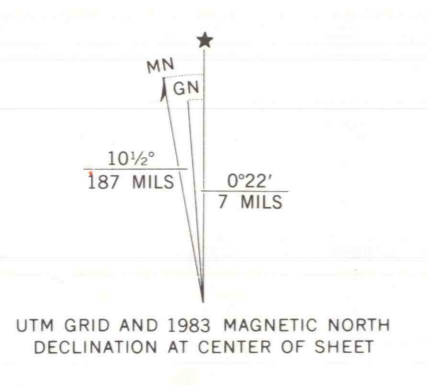 MN
GN
10½°
187 MILS
0°22'
7 MILS
UTM GRID AND 1983 MAGNETIC NORTH
DECLINATION AT CENTER OF SHEET